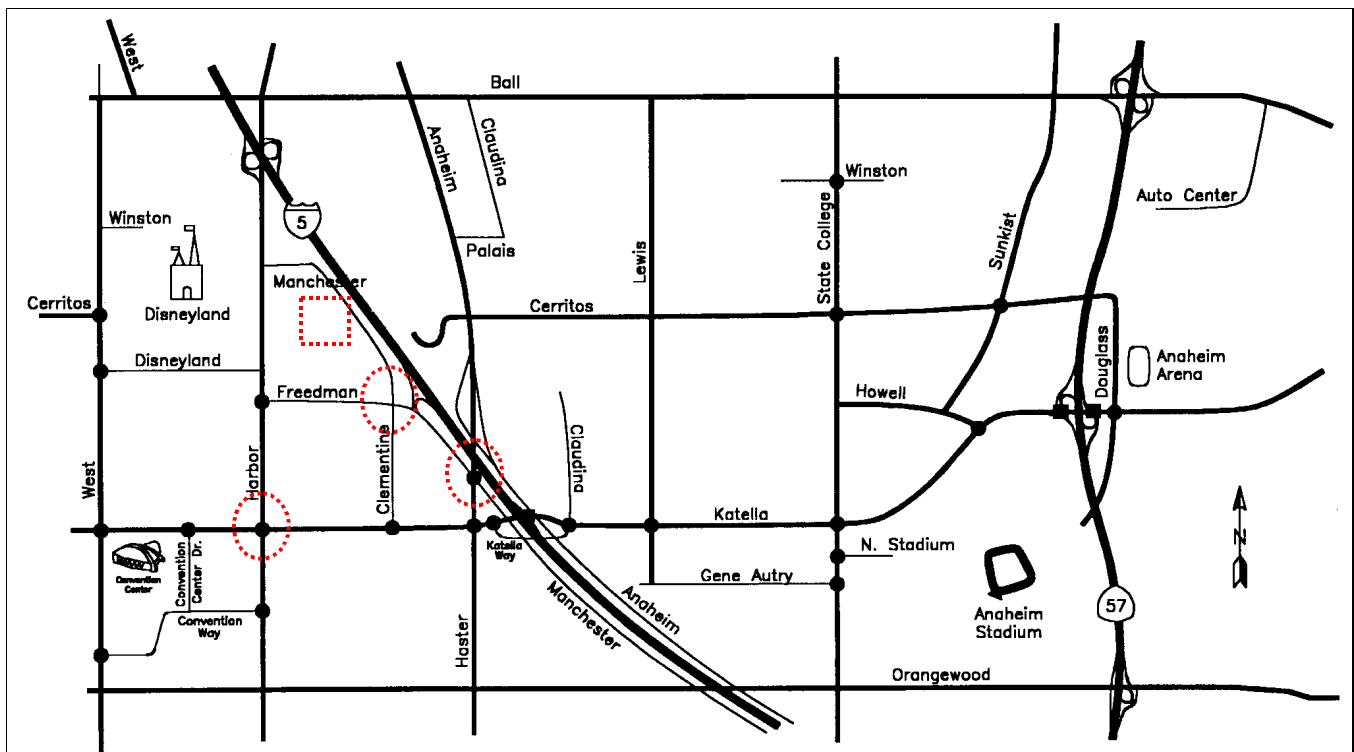 West
Ball
Anaheim
Claudina
Winston
Auto Center
5
Winston
State College
Sunkist
Palais
Lewis
Manchester
Cerritos
Disneyland
Cerritos
Douglass
Disneyland
Anaheim
Arena
Freedman
Howell
Clementine
Claudina
West
Harbor
Katella
N. Stadium
Katella
Way
Convention
Center
Convention
Center Dr.
Gene Autry
Anaheim
Manchester
N
57
Anaheim
Stadium
Convention
Way
Haster
Orangewood